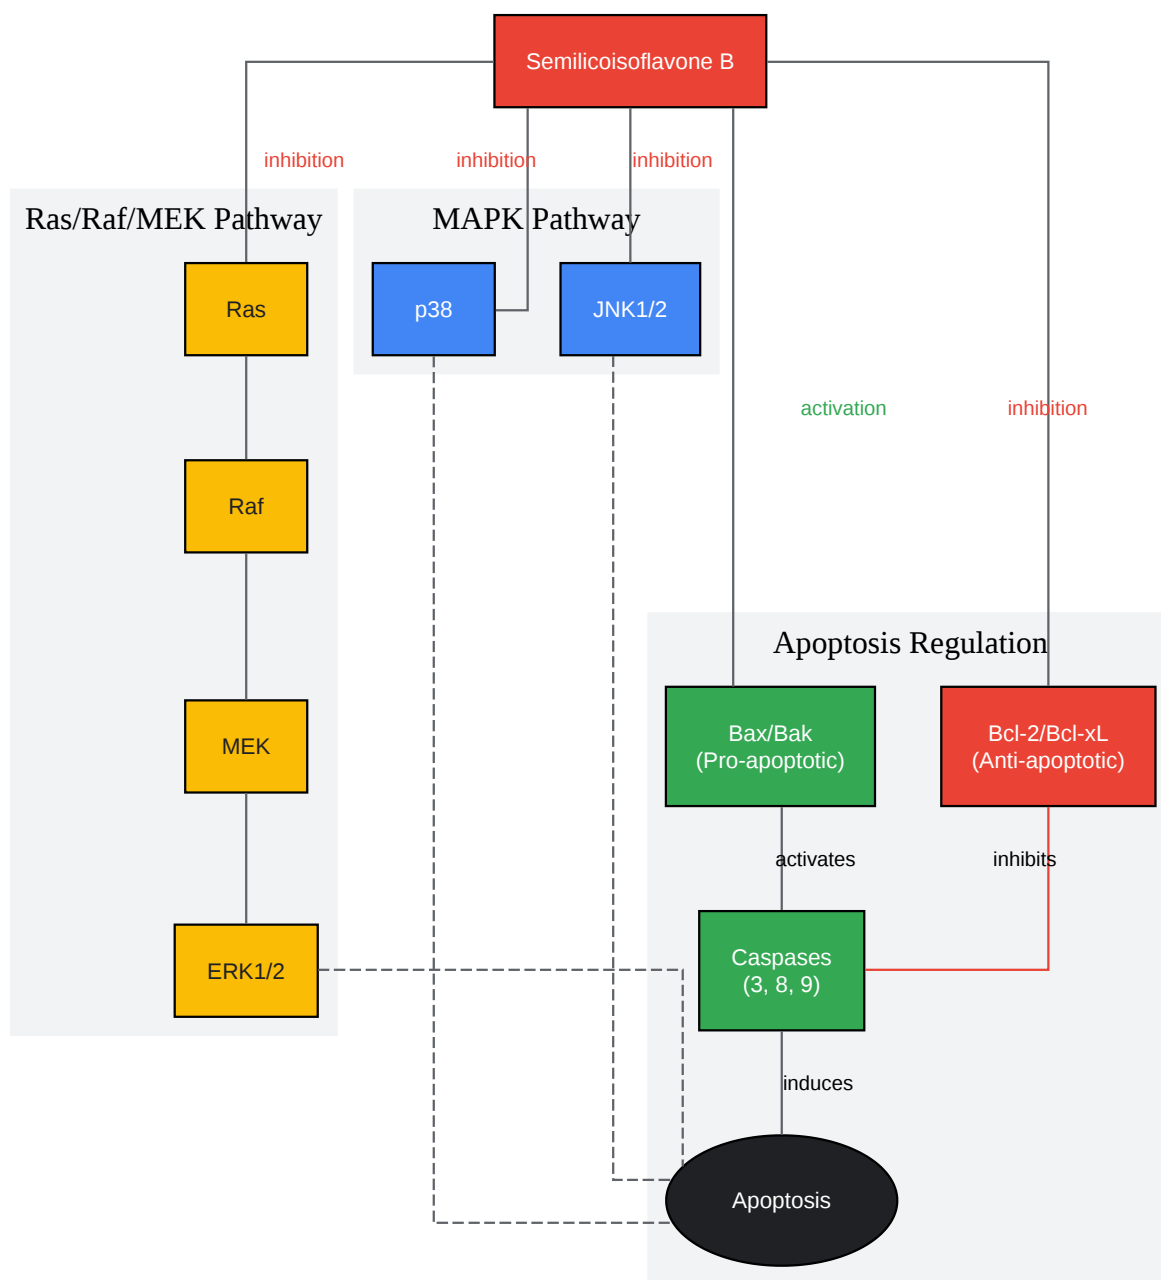 Semilicoisoflavone B
inhibition
inhibition
inhibition
Ras/Raf/MEK Pathway
MAPK Pathway
Ras
p38
JNK1/2
activation
inhibition
Raf
Apoptosis Regulation
MEK
Bax/Bak
(Pro-apoptotic)
Bcl-2/Bcl-xL
(Anti-apoptotic)
activates
inhibits
ERK1/2
Caspases
(3, 8, 9)
induces
Apoptosis